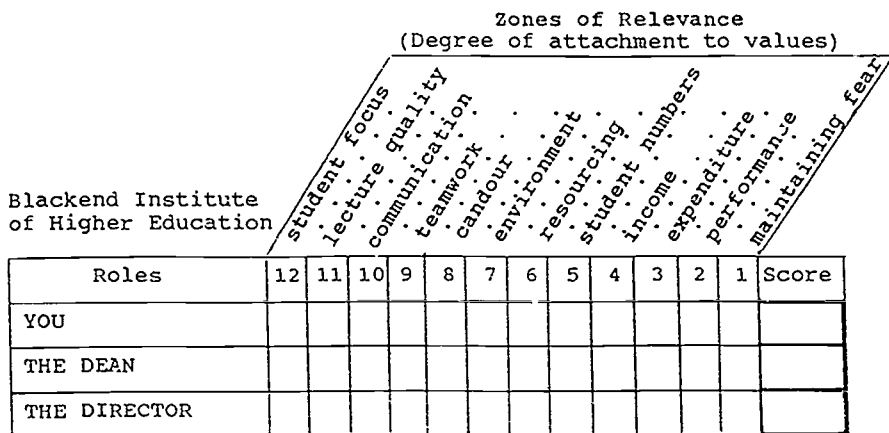 Zones of Relevance
(Degree of attachment to values)
student focus
lecture quality
communication
teamwork
candour
environment
resourcing
student numbers
income
expenditure
performance
maintaining fear
Blackend Institute
of Higher Education
Roles 12 11 10 9 8 7 6 5 4 3 2 1 Score
YOU
THE DEAN
THE DIRECTOR